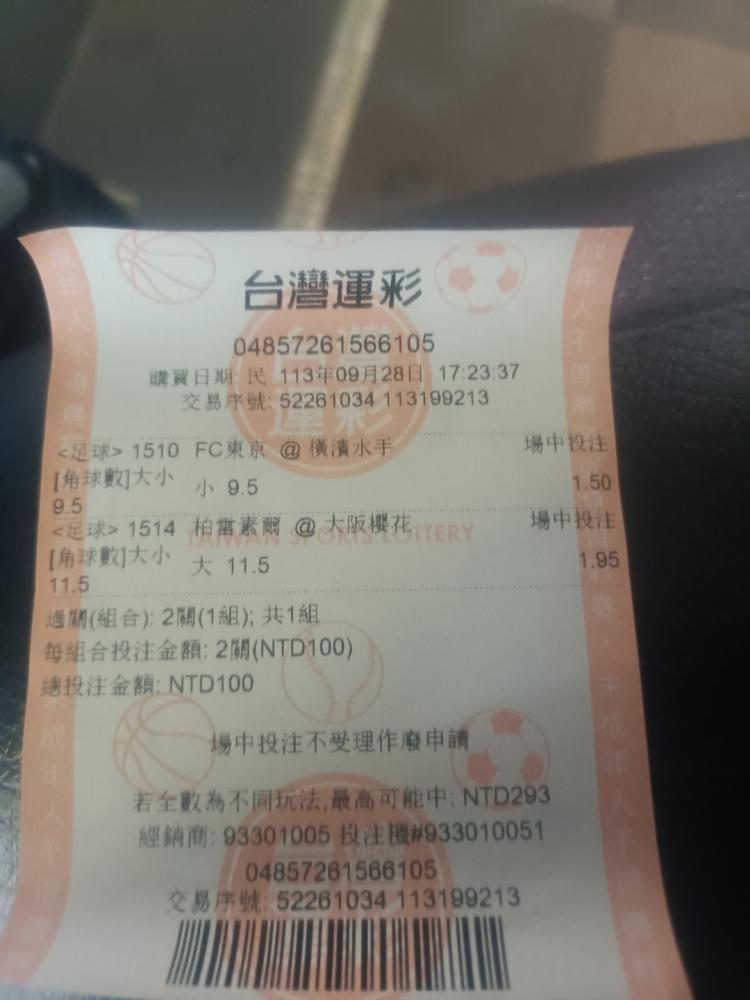 台灣運彩
04857261566105
購買日期: 民 113年09月28日 17:23:37
交易序號: 52261034 113199213
<足球> 1510 FC東京 @ 橫濱水手 場中投注
[角球數]大小 小 9.5 1.50
9.5
<足球> 1514 柏雷素爾 @ 大阪櫻花 場中投注
TAIWAN SPORTS LOTTERY
[角球數]大小 大 11.5 1.95
11.5
過關(組合): 2關(1組); 共1組
每組合投注金額: 2關(NTD100)
總投注金額: NTD100
場中投注不受理作廢申請
若全數為不同玩法,最高可能中: NTD293
經銷商: 93301005 投注機#933010051
04857261566105
交易序號: 52261034 113199213